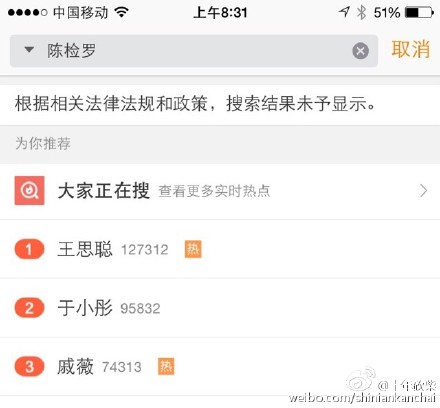 中国移动 上午8:31 51%
陈检罗 取消
根据相关法律法规和政策，搜索结果未予显示。
为你推荐
大家正在搜 查看更多实时热点
1 王思聪 127312 热
2 于小彤 95832
3 戚薇 74313 热
@十年砍柴
weibo.com/shiniankanchai